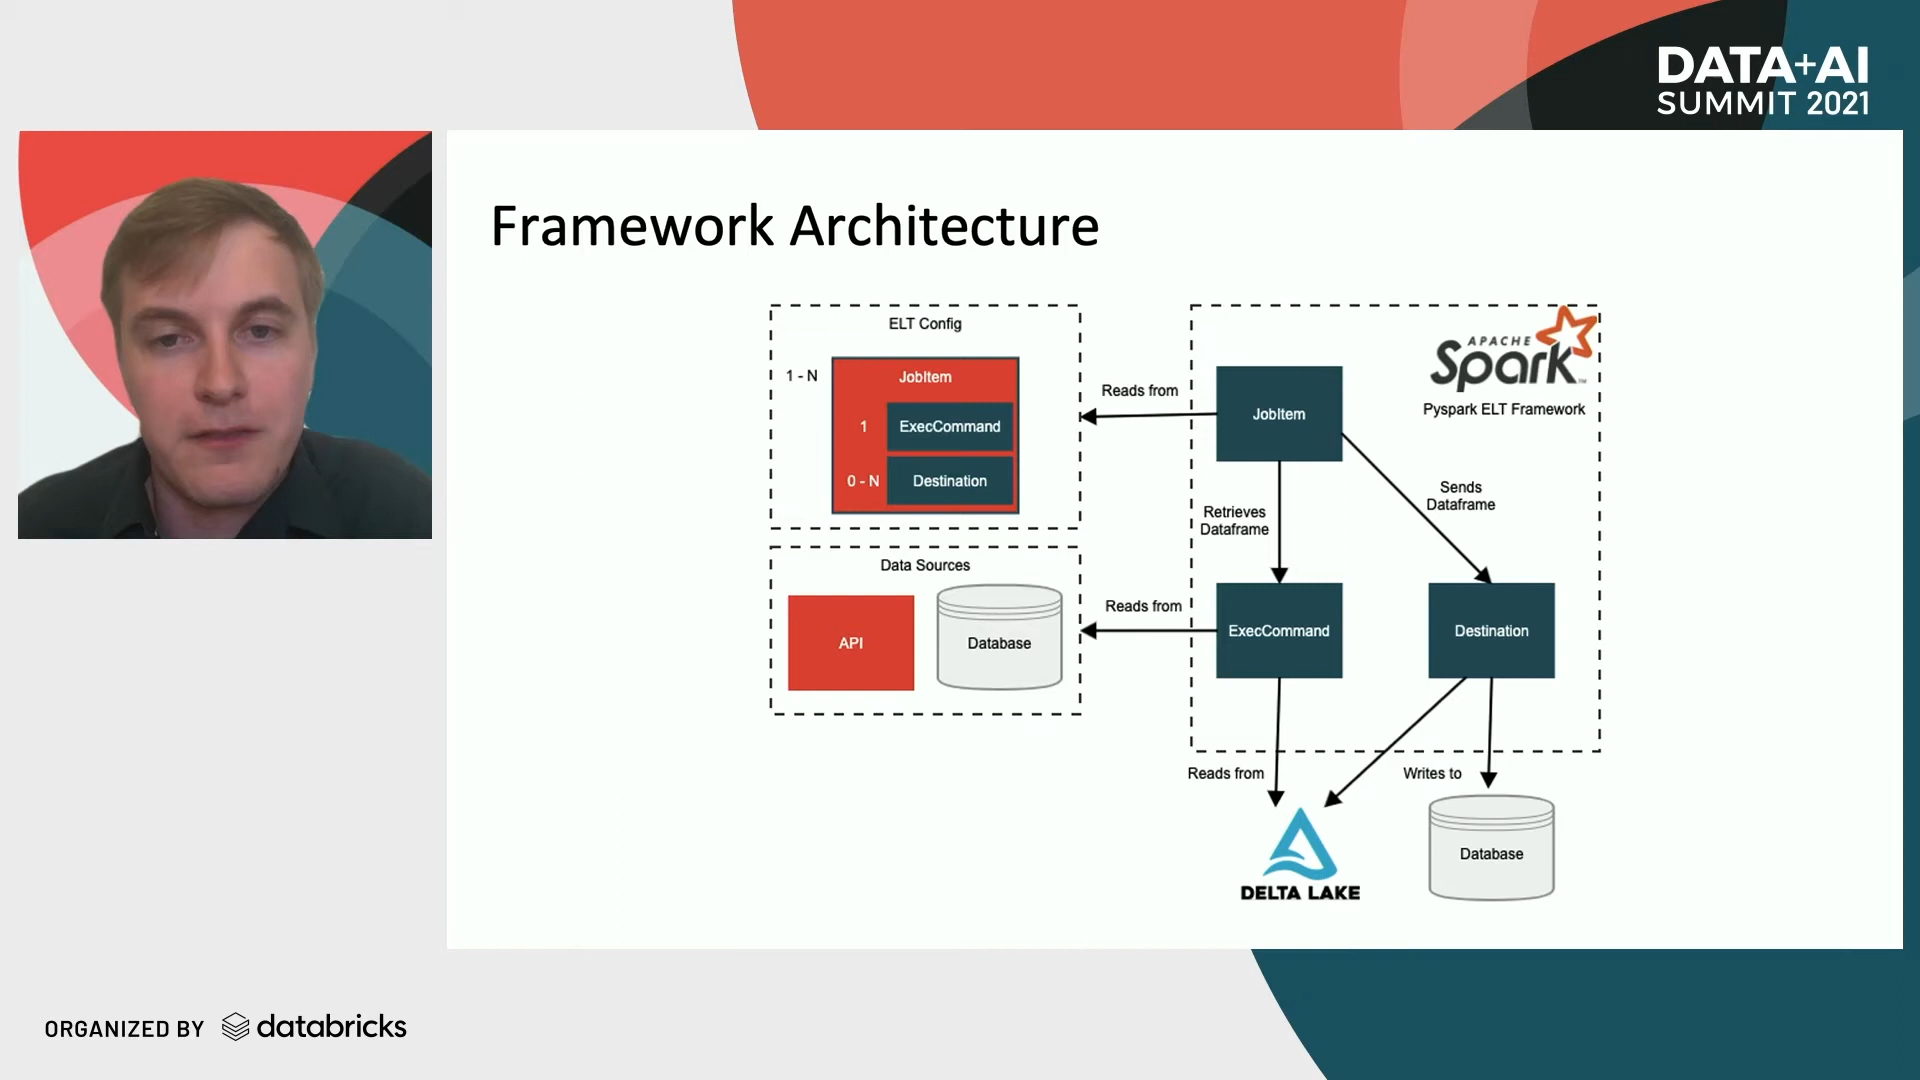 DATA+AI
SUMMIT 2021
Framework Architecture
ELT Config
1 - N
JobItem
1
ExecCommand
0 - N
Destination
Reads from
JobItem
APACHE
Spark™
Pyspark ELT Framework
Retrieves
Dataframe
Sends
Dataframe
Data Sources
API
Database
Reads from
ExecCommand
Destination
Reads from
Writes to
DELTA LAKE
Database
ORGANIZED BY databricks